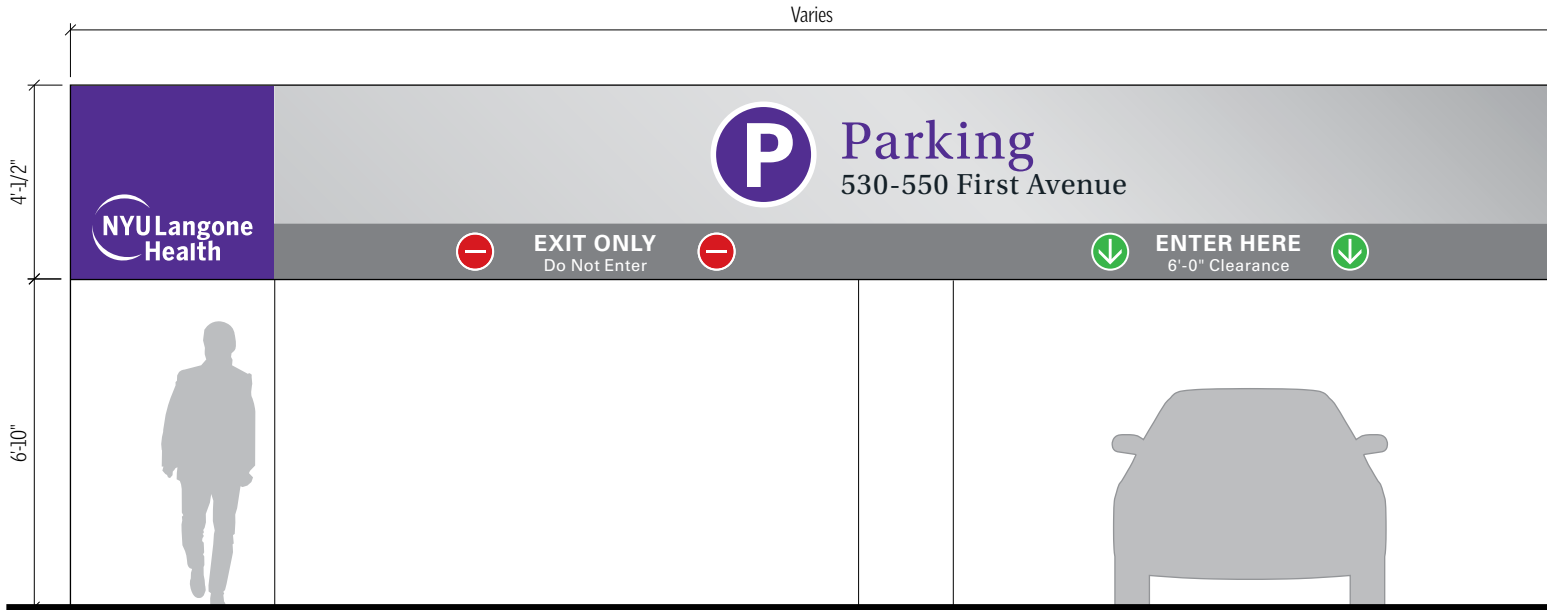 Varies
4'-1/2"
P
Parking
530-550 First Avenue
NYU Langone
Health
EXIT ONLY
Do Not Enter
ENTER HERE
6'-0" Clearance
6'-10"